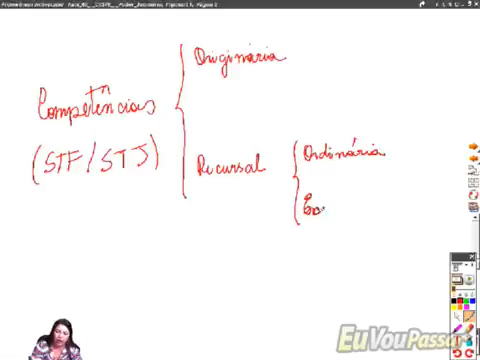 Originária
Competências
(STF/STJ)
Recursal
Ordinária
EuVouPassar